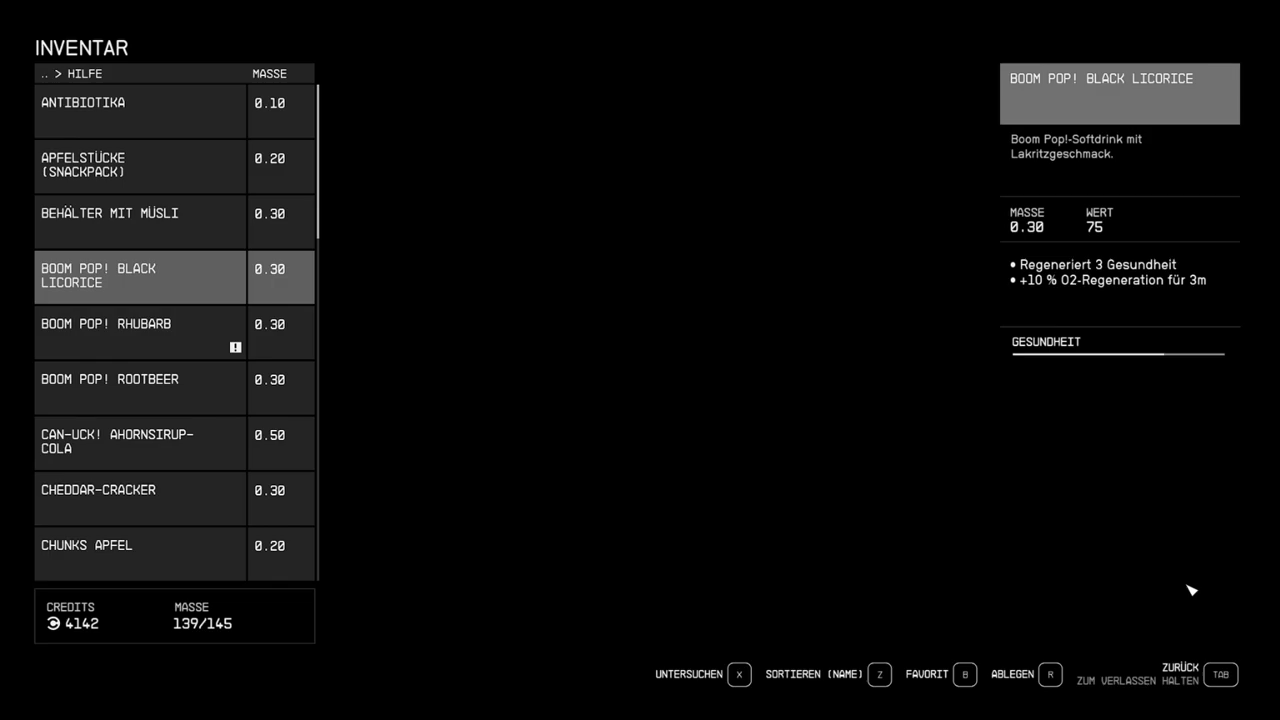 INVENTAR
.. > HILFE MASSE
ANTIBIOTIKA 0.10
APFELSTÜCKE
(SNACKPACK) 0.20
BEHÄLTER MIT MÜSLI 0.30
BOOM POP! BLACK
LICORICE 0.30
BOOM POP! RHUBARB 0.30
!
BOOM POP! ROOTBEER 0.30
CAN-UCK! AHORNSIRUP-
COLA 0.50
CHEDDAR-CRACKER 0.30
CHUNKS APFEL 0.20
CREDITS MASSE
4142 139/145
BOOM POP! BLACK LICORICE
Boom Pop!-Softdrink mit
Lakritzgeschmack.
MASSE WERT
0.30 75
• Regeneriert 3 Gesundheit
• +10 % O2-Regeneration für 3m
GESUNDHEIT
UNTERSUCHEN X SORTIEREN (NAME) Z FAVORIT B ABLEGEN R ZURÜCK TAB
ZUM VERLASSEN HALTEN